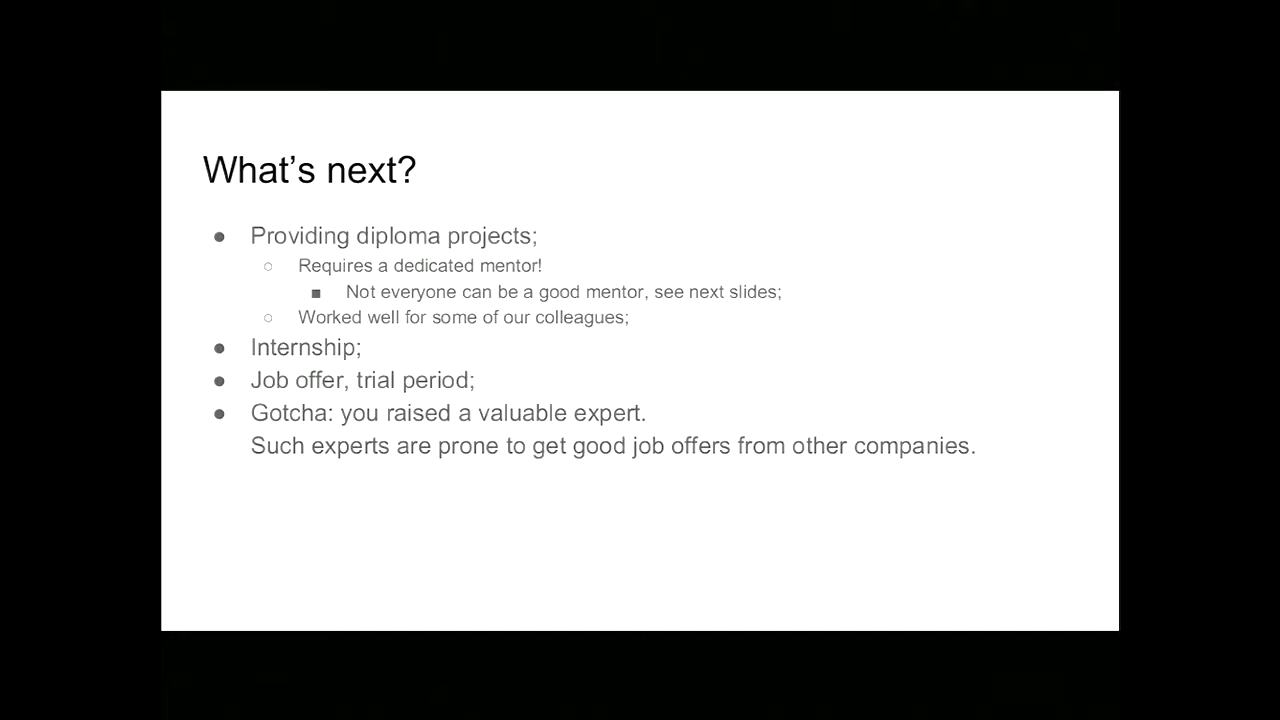 What’s next?
● Providing diploma projects;
○ Requires a dedicated mentor!
■ Not everyone can be a good mentor, see next slides;
○ Worked well for some of our colleagues;
● Internship;
● Job offer, trial period;
● Gotcha: you raised a valuable expert.
Such experts are prone to get good job offers from other companies.